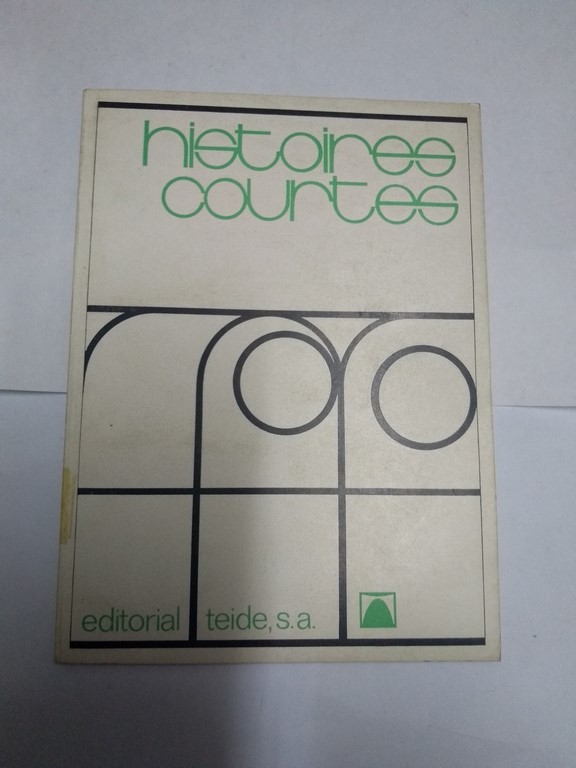 histoires
courtes
editorial teide, s.a.